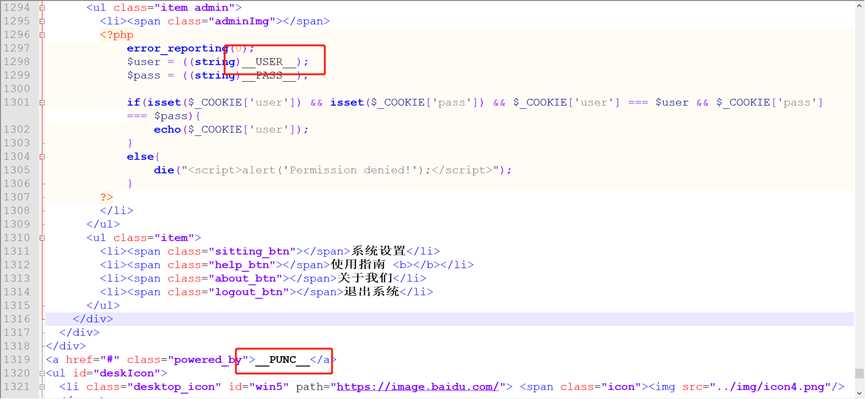 1294 <ul class="item admin">
1295 <li><span class="adminImg"></span>
1296 <?php
1297 error_reporting(0);
1298 $user = ((string)__USER__);
1299 $pass = ((string)__PASS__);
1300
1301 if(isset($_COOKIE['user']) && isset($_COOKIE['pass']) && $_COOKIE['user'] === $user && $_COOKIE['pass']
=== $pass){
1302 echo($_COOKIE['user']);
1303 }
1304 else{
1305 die("<script>alert('Permission denied!');</script>");
1306 }
1307 ?>
1308 </li>
1309 </ul>
1310 <ul class="item">
1311 <li><span class="sitting_btn"></span>系统设置</li>
1312 <li><span class="help_btn"></span>使用指南 <b></b></li>
1313 <li><span class="about_btn"></span>关于我们</li>
1314 <li><span class="logout_btn"></span>退出系统</li>
1315 </ul>
1316 </div>
1317 </div>
1318 </div>
1319 <a href="#" class="powered_by">__PUNC__</a>
1320 <ul id="deskIcon">
1321 <li class="desktop_icon" id="win5" path="https://image.baidu.com/"> <span class="icon"><img src="../img/icon4.png"/>